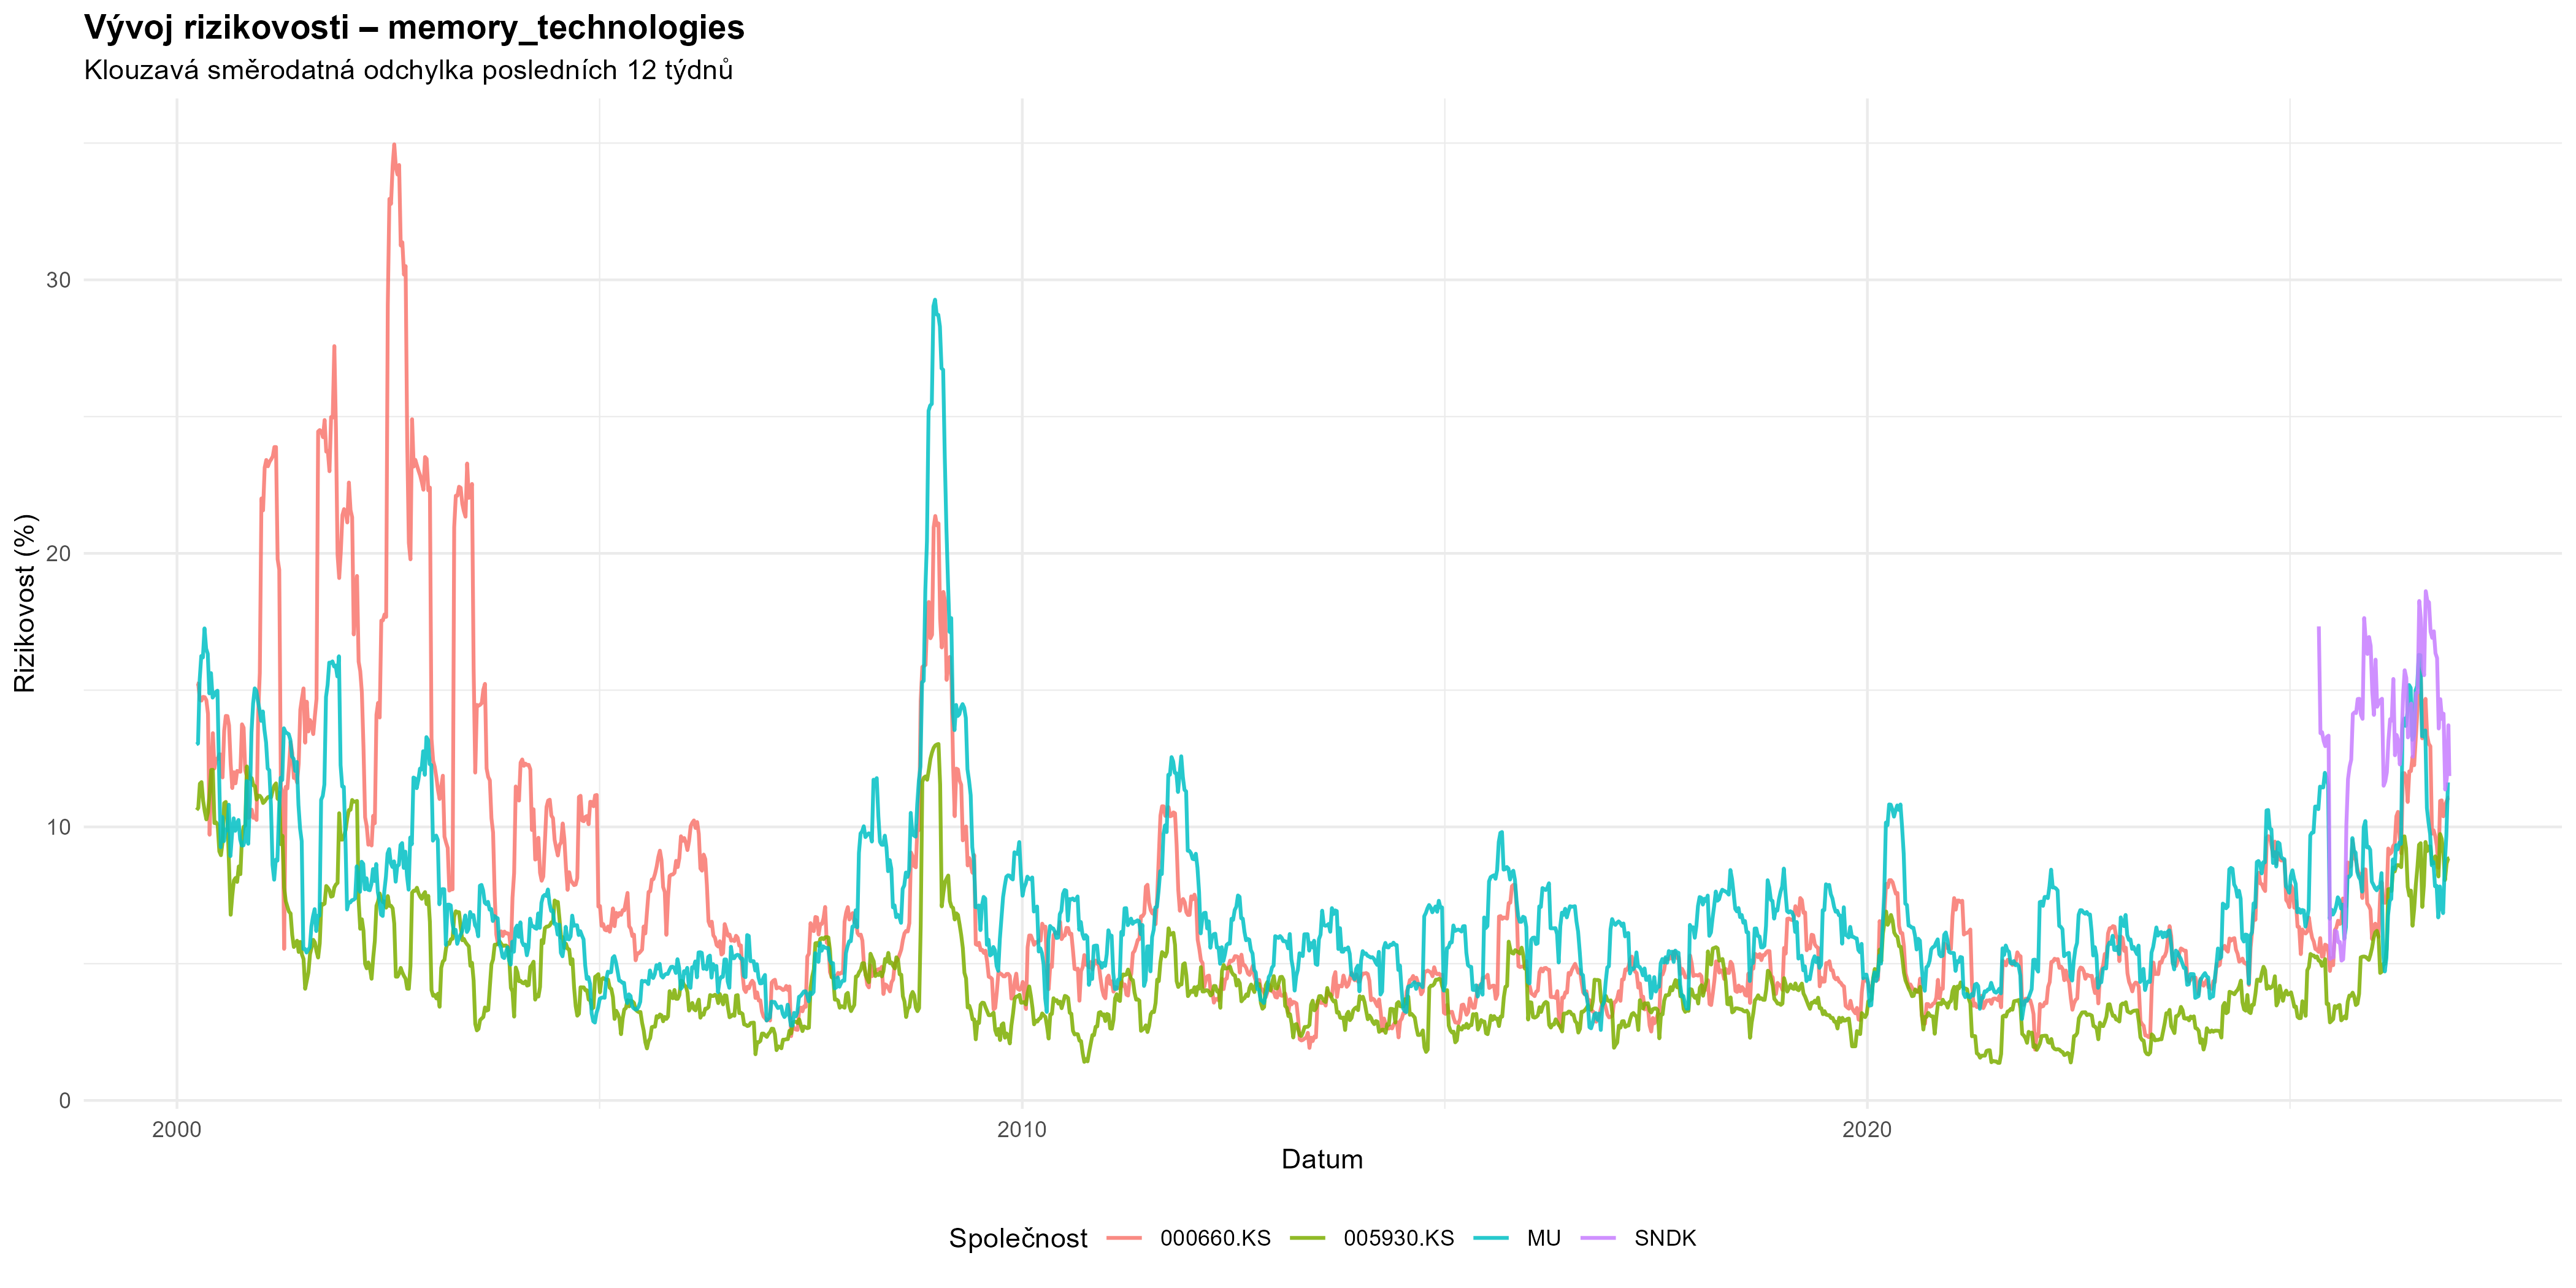 Vývoj rizikovosti – memory_technologies
Klouzavá směrodatná odchylka posledních 12 týdnů
Rizikovost (%)
30
20
10
0
2000
2010
2020
Datum
Společnost 000660.KS 005930.KS MU SNDK